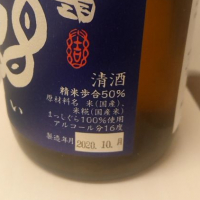 清酒
精米歩合50%
原材料名 米(国産)、
米糀(国産米)
まっしぐら100%使用
アルコール分16度
製造年月 2020.10.
い